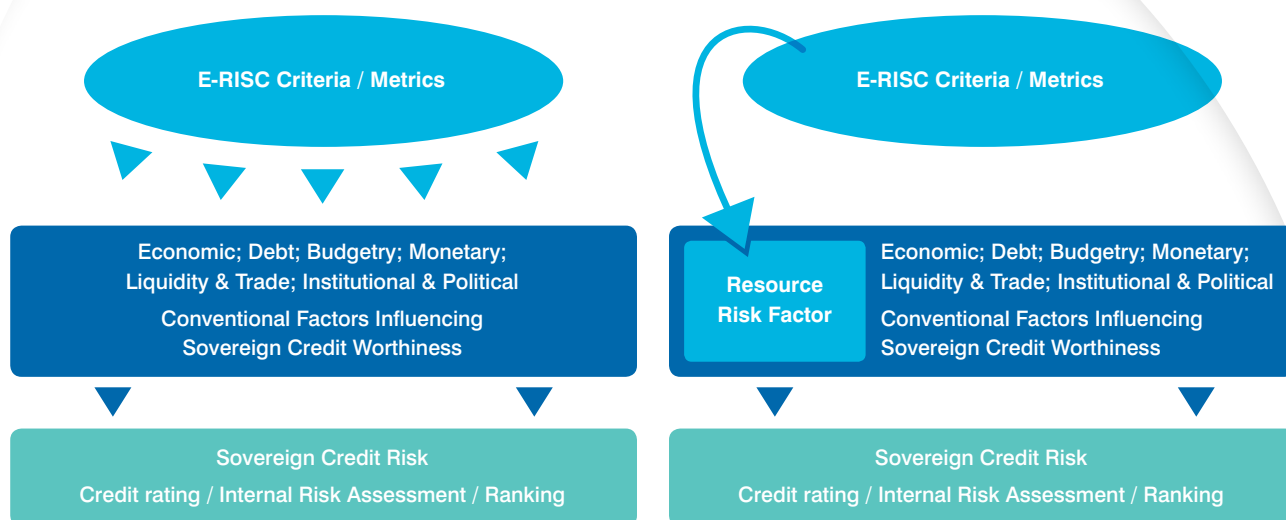 E-RISC Criteria / Metrics
Economic; Debt; Budgetry; Monetary;
Liquidity & Trade; Institutional & Political
Conventional Factors Influencing
Sovereign Credit Worthiness
Sovereign Credit Risk
Credit rating / Internal Risk Assessment / Ranking
E-RISC Criteria / Metrics
Resource
Risk Factor
Economic; Debt; Budgetry; Monetary;
Liquidity & Trade; Institutional & Political
Conventional Factors Influencing
Sovereign Credit Worthiness
Sovereign Credit Risk
Credit rating / Internal Risk Assessment / Ranking